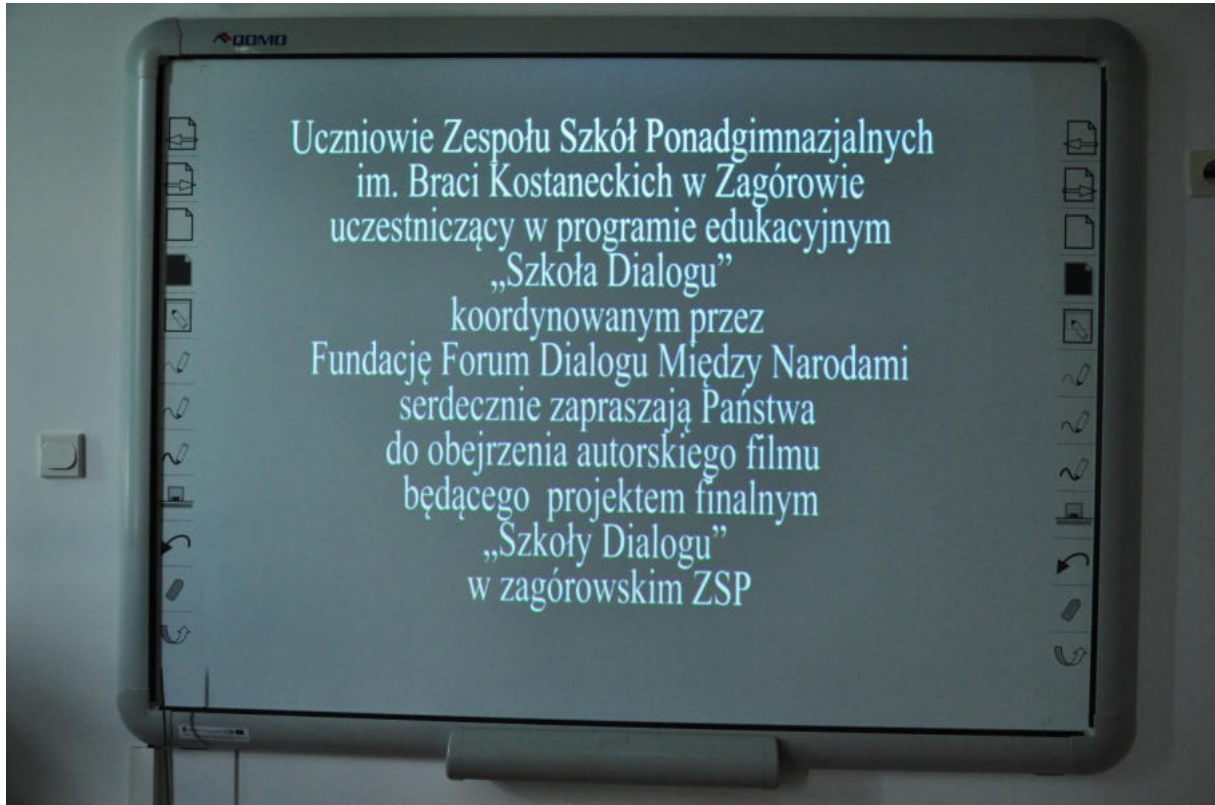 QOMO
Uczniowie Zespołu Szkół Ponadgimnazjalnych
im. Braci Kostaneckich w Zagórowie
uczestniczący w programie edukacyjnym
„Szkoła Dialogu”
koordynowanym przez
Fundację Forum Dialogu Między Narodami
serdecznie zapraszają Państwa
do obejrzenia autorskiego filmu
będącego projektem finalnym
„Szkoły Dialogu”
w zagórowskim ZSP